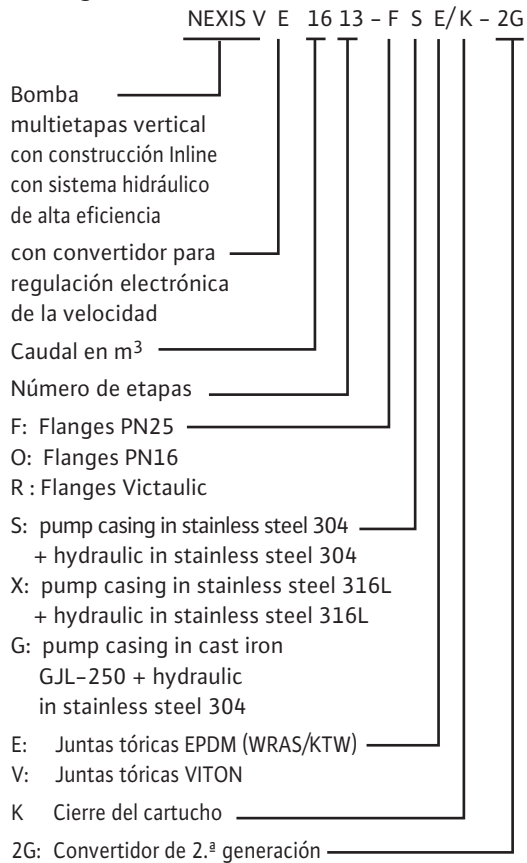 NEXIS V E 16 13 – F S E/ K – 2G
Bomba
multietapas vertical
con construcción Inline
con sistema hidráulico
de alta eficiencia
con convertidor para
regulación electrónica
de la velocidad
Caudal en m³
Número de etapas
F: Flanges PN25
O: Flanges PN16
R : Flanges Victaulic
S: pump casing in stainless steel 304
+ hydraulic in stainless steel 304
X: pump casing in stainless steel 316L
+ hydraulic in stainless steel 316L
G: pump casing in cast iron
GJL–250 + hydraulic
in stainless steel 304
E: Juntas tóricas EPDM (WRAS/KTW)
V: Juntas tóricas VITON
K Cierre del cartucho
2G: Convertidor de 2.ª generación